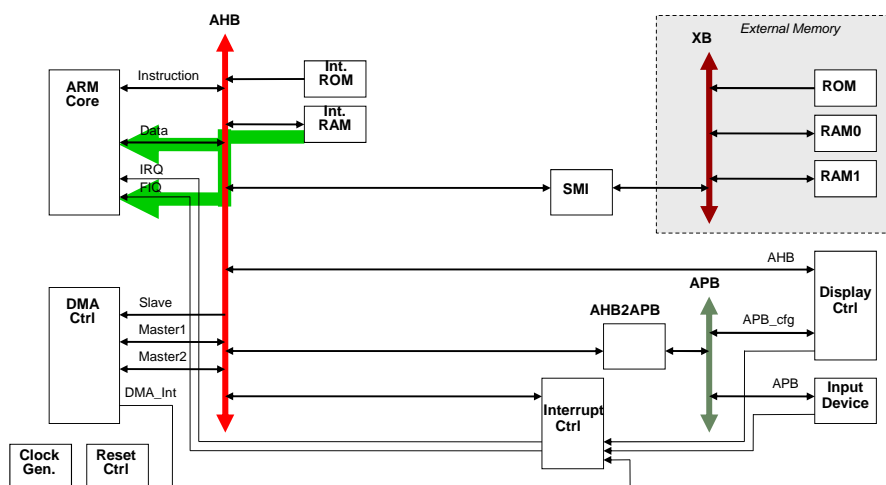 AHB
External Memory
XB
Int.
ROM
ARM
Core
Instruction
ROM
Int.
RAM
Data
RAM0
IRQ
FIQ
SMI
RAM1
AHB
APB
Display
Ctrl
DMA
Ctrl
Slave
AHB2APB
APB_cfg
Master1
Master2
APB
Input
Device
DMA_Int
Interrupt
Ctrl
Clock
Gen.
Reset
Ctrl